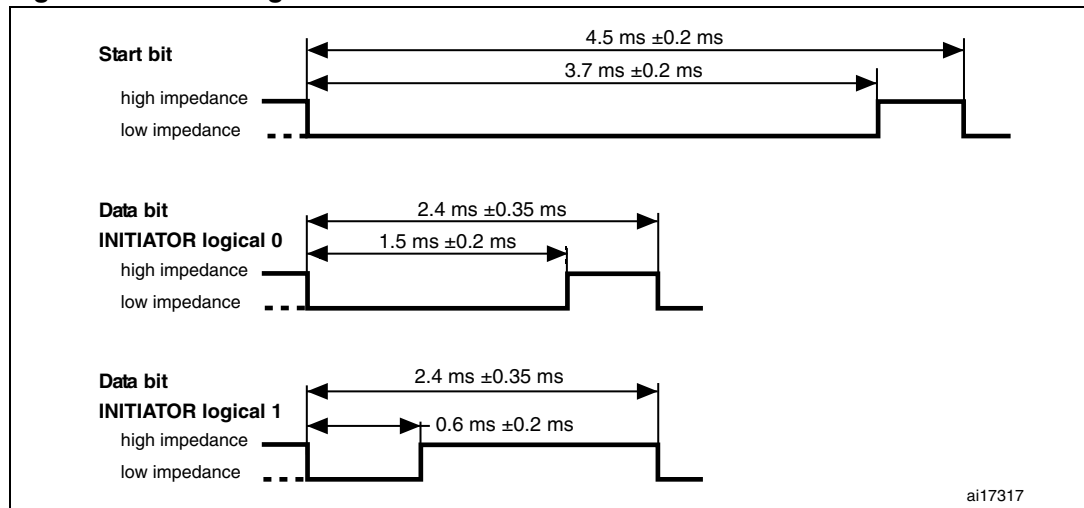 4.5 ms ±0.2 ms
Start bit
3.7 ms ±0.2 ms
high impedance
low impedance
Data bit
2.4 ms ±0.35 ms
INITIATOR logical 0
1.5 ms ±0.2 ms
high impedance
low impedance
Data bit
2.4 ms ±0.35 ms
INITIATOR logical 1
0.6 ms ±0.2 ms
high impedance
low impedance
ai17317